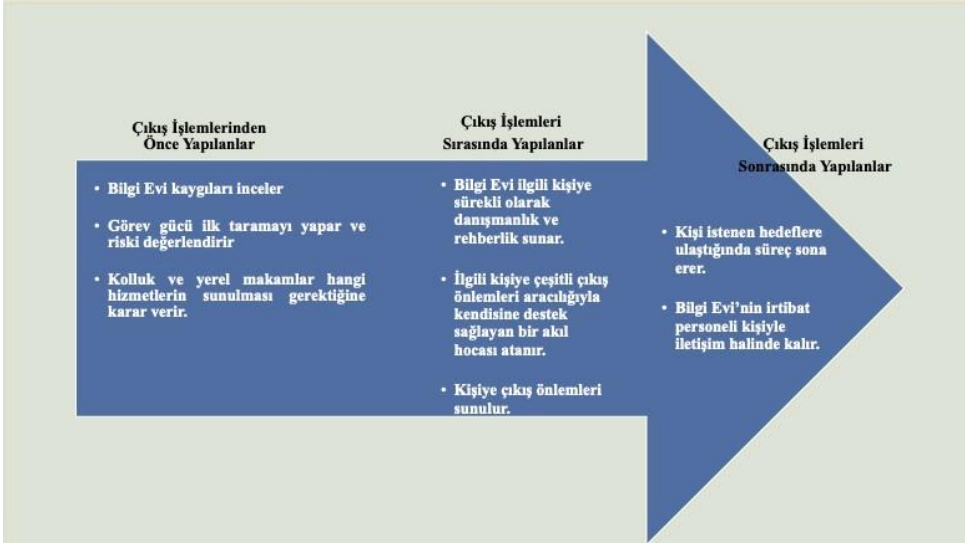 Çıkış İşlemlerinden
Önce Yapılanlar
• Bilgi Evi kaygıları inceler
• Görev gücü ilk taramayı yapar ve
riski değerlendirir
• Kolluk ve yerel makamlar hangi
hizmetlerin sunulması gerektiğine
karar verir.
Çıkış İşlemleri
Sırasında Yapılanlar
• Bilgi Evi ilgili kişiye
sürekli olarak
danışmanlık ve
rehberlik sunar.
• İlgili kişiye çeşitli çıkış
önlemleri aracılığıyla
kendisine destek
sağlayan bir akıl
hocası atanır.
• Kişiye çıkış önlemleri
sunulur.
Çıkış İşlemleri
Sonrasında Yapılanlar
• Kişi istenen hedeflere
ulaştığında süreç sona
erer.
• Bilgi Evi’nin irtibat
personeli kişiyle
iletişim halinde kalır.